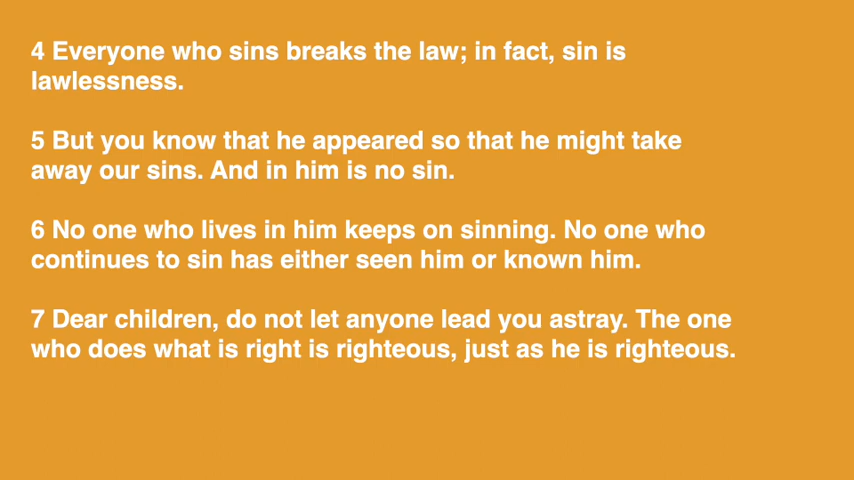 4 Everyone who sins breaks the law; in fact, sin is
lawlessness.
5 But you know that he appeared so that he might take
away our sins. And in him is no sin.
6 No one who lives in him keeps on sinning. No one who
continues to sin has either seen him or known him.
7 Dear children, do not let anyone lead you astray. The one
who does what is right is righteous, just as he is righteous.